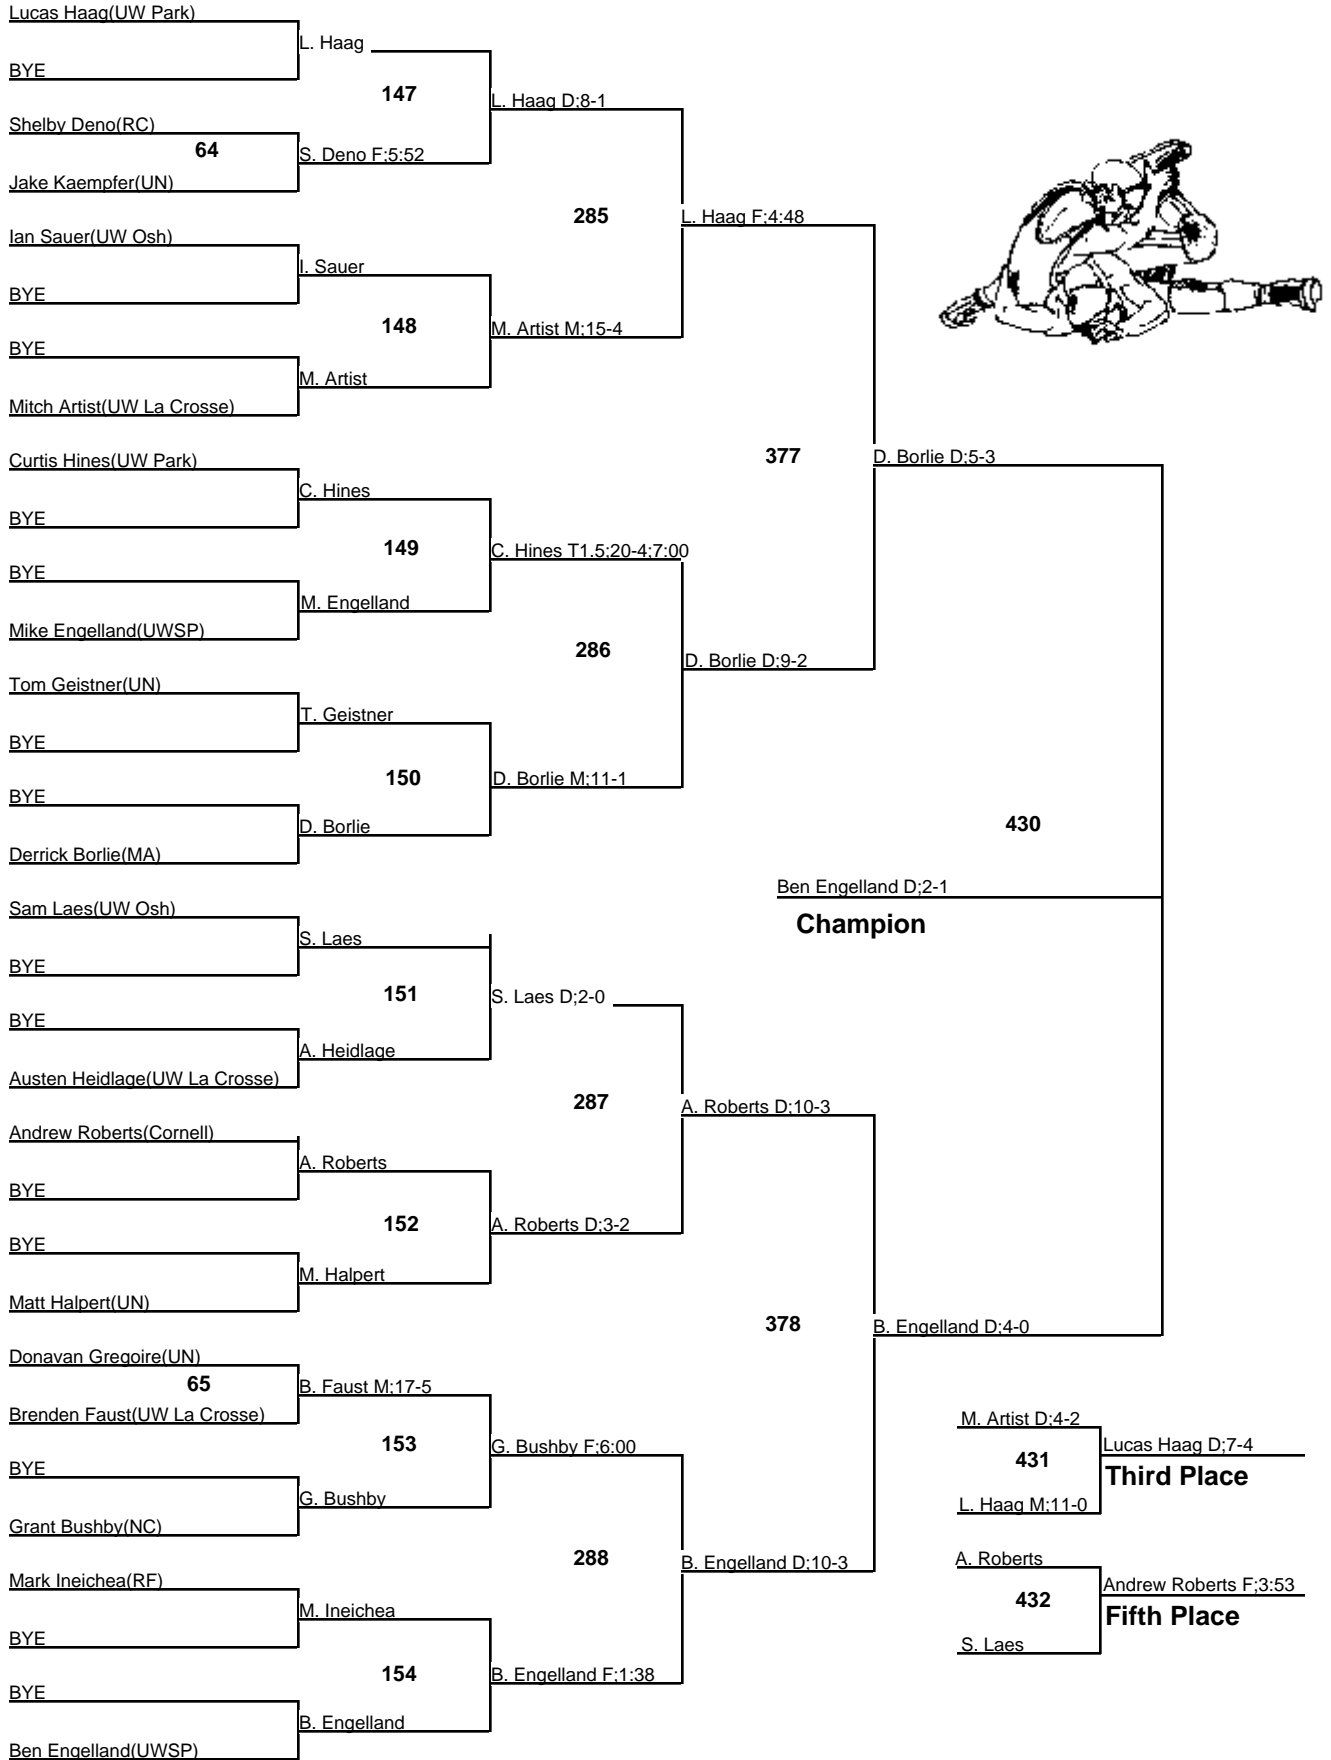 Lucas Haag(UW Park)
L. Haag
BYE
147
L. Haag D;8-1
Shelby Deno(RC)
64
S. Deno F;5:52
Jake Kaempfer(UN)
285
L. Haag F;4:48
Ian Sauer(UW Osh)
I. Sauer
BYE
148
M. Artist M;15-4
BYE
M. Artist
Mitch Artist(UW La Crosse)
377
D. Borlie D;5-3
Curtis Hines(UW Park)
C. Hines
BYE
149
C. Hines T1.5;20-4;7:00
BYE
M. Engelland
Mike Engelland(UWSP)
286
D. Borlie D;9-2
Tom Geistner(UN)
T. Geistner
BYE
150
D. Borlie M;11-1
BYE
D. Borlie
Derrick Borlie(MA)
430
Ben Engelland D;2-1
Champion
Sam Laes(UW Osh)
S. Laes
BYE
151
S. Laes D;2-0
BYE
A. Heidlage
Austen Heidlage(UW La Crosse)
287
A. Roberts D;10-3
Andrew Roberts(Cornell)
A. Roberts
BYE
152
A. Roberts D;3-2
BYE
M. Halpert
Matt Halpert(UN)
378
B. Engelland D;4-0
Donavan Gregoire(UN)
65
B. Faust M;17-5
Brenden Faust(UW La Crosse)
153
G. Bushby F;6:00
BYE
G. Bushby
Grant Bushby(NC)
288
B. Engelland D;10-3
Mark Ineichea(RF)
M. Ineichea
BYE
154
B. Engelland F;1:38
BYE
B. Engelland
Ben Engelland(UWSP)
M. Artist D;4-2
431
Lucas Haag D;7-4
Third Place
L. Haag M;11-0
A. Roberts
432
Andrew Roberts F;3:53
Fifth Place
S. Laes